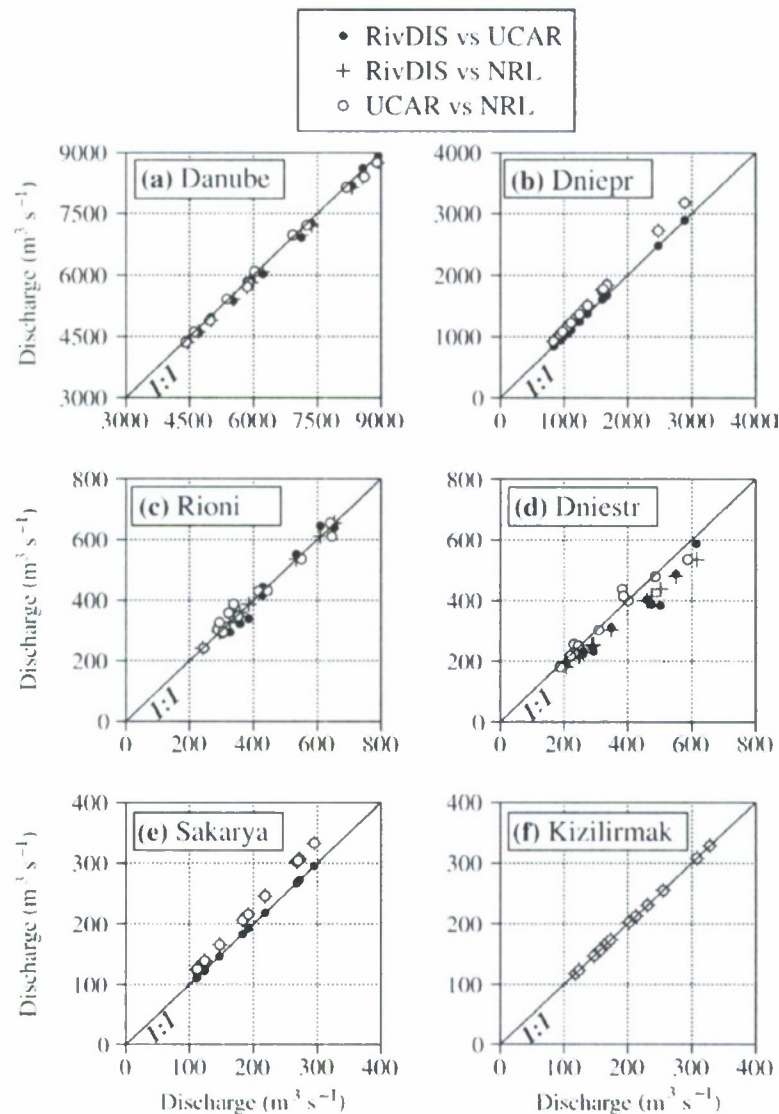 • RivDIS vs UCAR
+ RivDIS vs NRL
○ UCAR vs NRL
(a) Danube
9000
7500
6000
4500
3000
3000 4500 6000 7500 9000
Discharge (m³ s⁻¹)
1:1
(b) Dniepr
4000
3000
2000
1000
0
0 1000 2000 3000 4000
1:1
(c) Rioni
800
600
400
200
0
0 200 400 600 800
Discharge (m³ s⁻¹)
1:1
(d) Dniestr
800
600
400
200
0
0 200 400 600 800
1:1
(e) Sakarya
400
300
200
100
0
0 100 200 300 400
Discharge (m³ s⁻¹)
Discharge (m³ s⁻¹)
1:1
(f) Kizilirmak
400
300
200
100
0
0 100 200 300 400
Discharge (m³ s⁻¹)
1:1